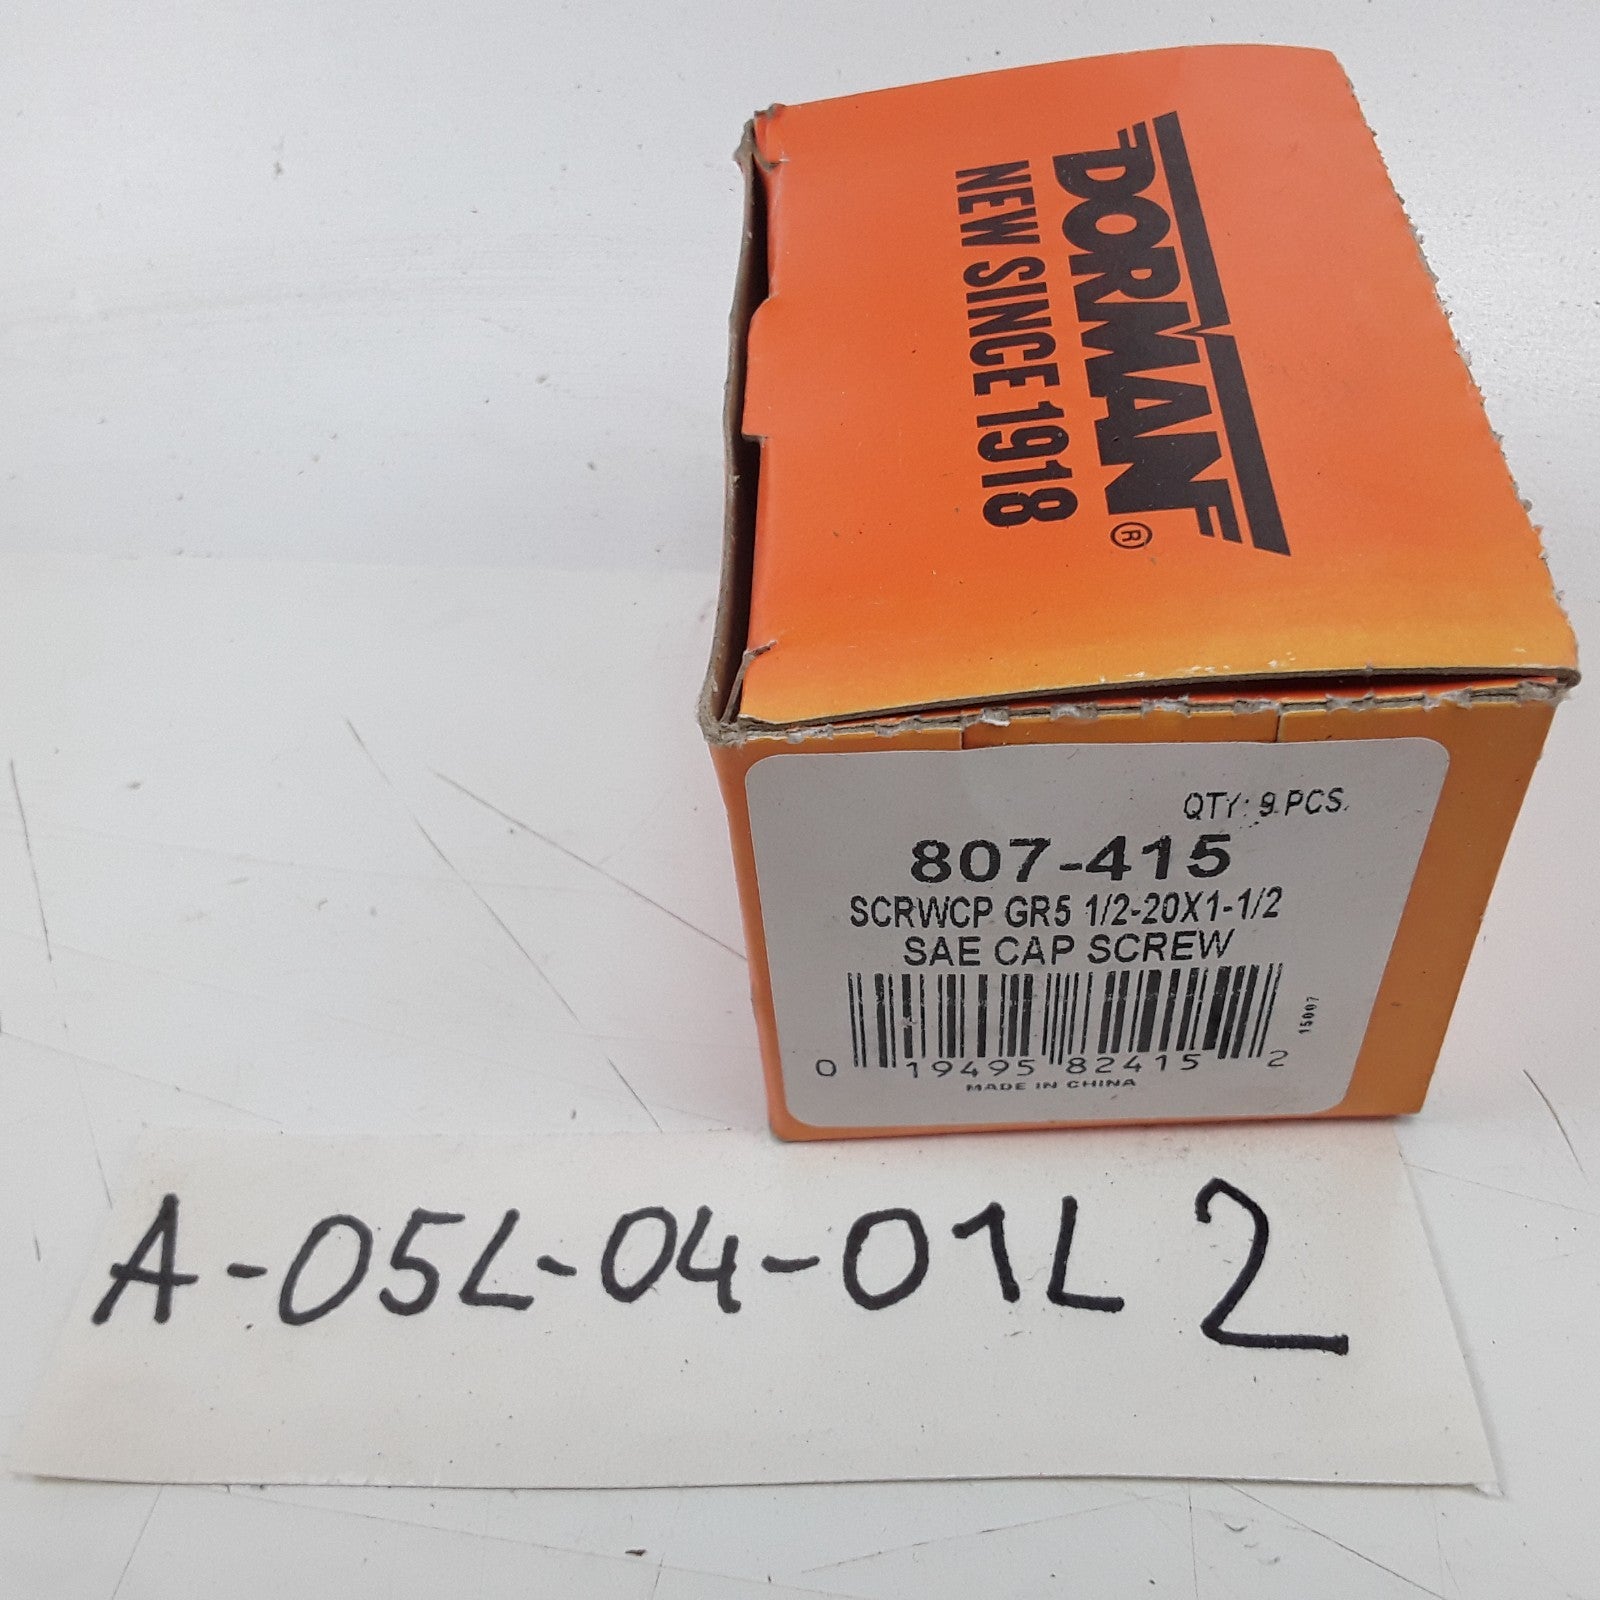 DORMAN®
NEW SINCE 1918
QTY: 9 PCS.
807-415
SCRWCP GR5 1/2-20X1-1/2
SAE CAP SCREW
15007
0 19495 82415 2
MADE IN CHINA
A-05L-04-01L 2